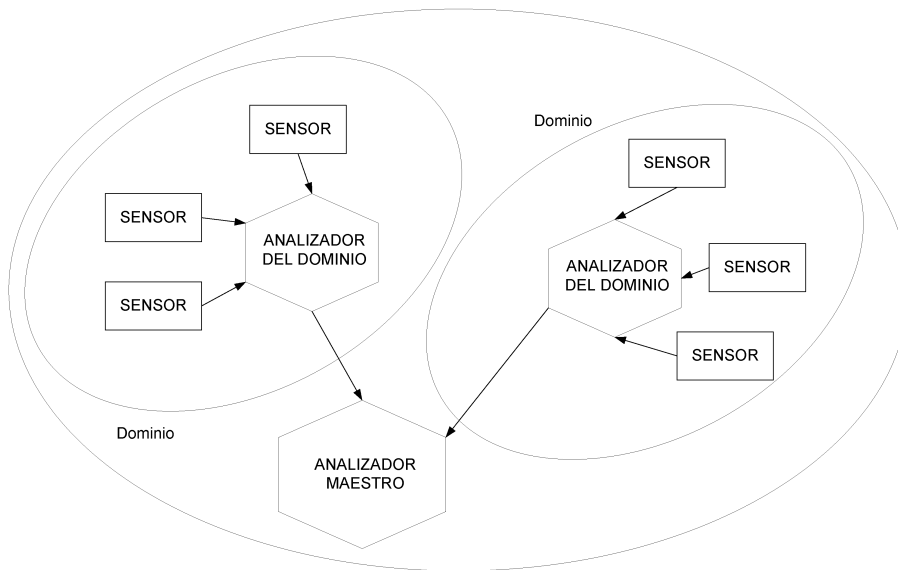 SENSOR
Dominio
SENSOR
SENSOR
ANALIZADOR
DEL DOMINIO
ANALIZADOR
DEL DOMINIO
SENSOR
SENSOR
SENSOR
Dominio
ANALIZADOR
MAESTRO